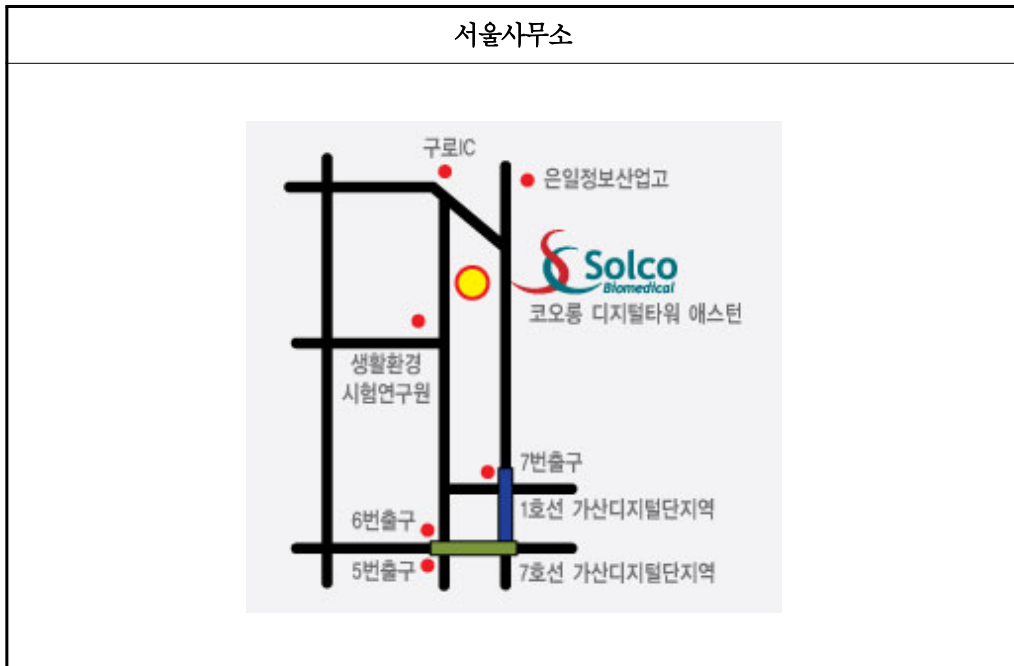 서울사무소
구로IC
은일정보산업고
Solco
Biomedical
코오롱 디지털타워 애스턴
생활환경
시험연구원
7번출구
1호선 가산디지털단지역
6번출구
5번출구
7호선 가산디지털단지역